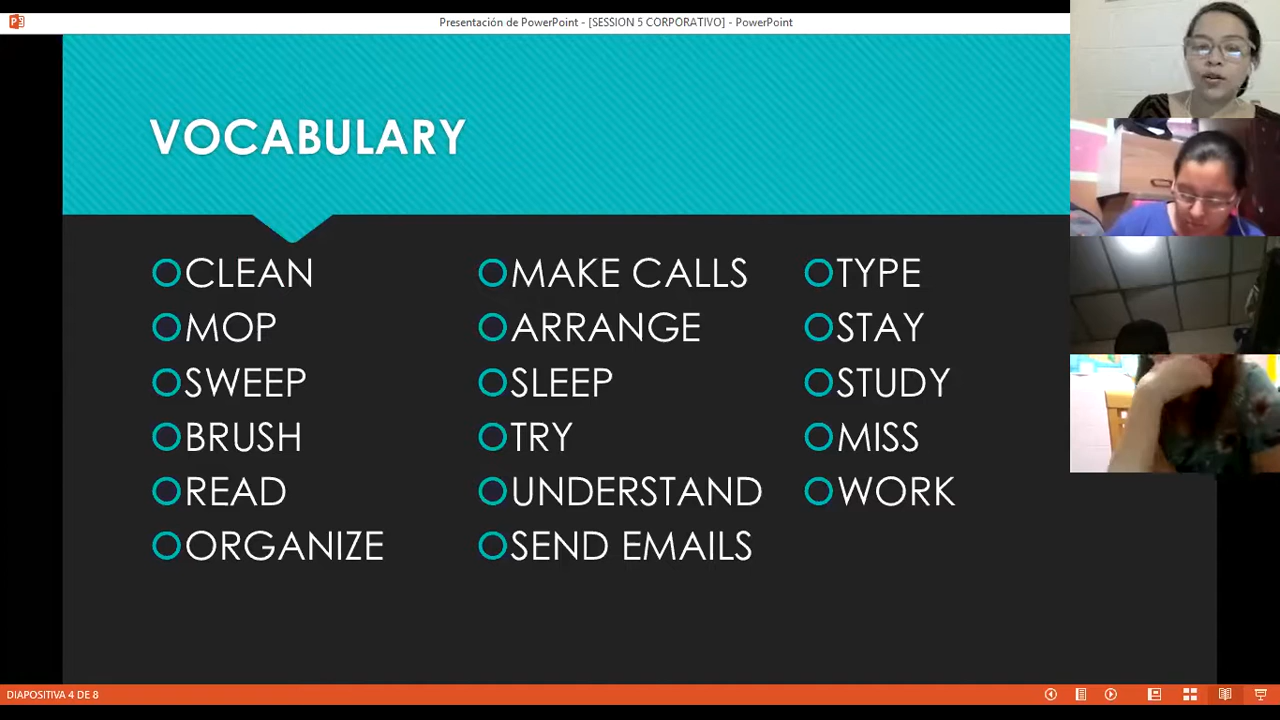 Presentación de PowerPoint - [SESSION 5 CORPORATIVO] - PowerPoint
VOCABULARY
CLEAN
MOP
SWEEP
BRUSH
READ
ORGANIZE
MAKE CALLS
ARRANGE
SLEEP
TRY
UNDERSTAND
SEND EMAILS
TYPE
STAY
STUDY
MISS
WORK
DIAPOSITIVA 4 DE 8